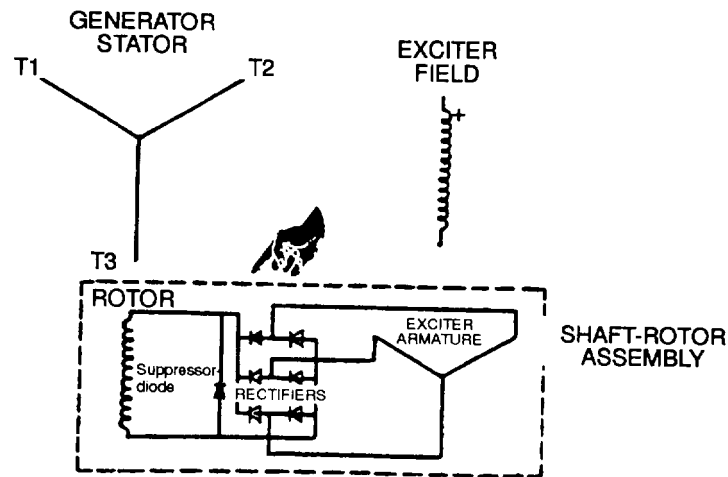 GENERATOR
STATOR
T1
T2
T3
EXCITER
FIELD
+
ROTOR
Suppressor-
diode
RECTIFIERS
EXCITER
ARMATURE
SHAFT-ROTOR
ASSEMBLY